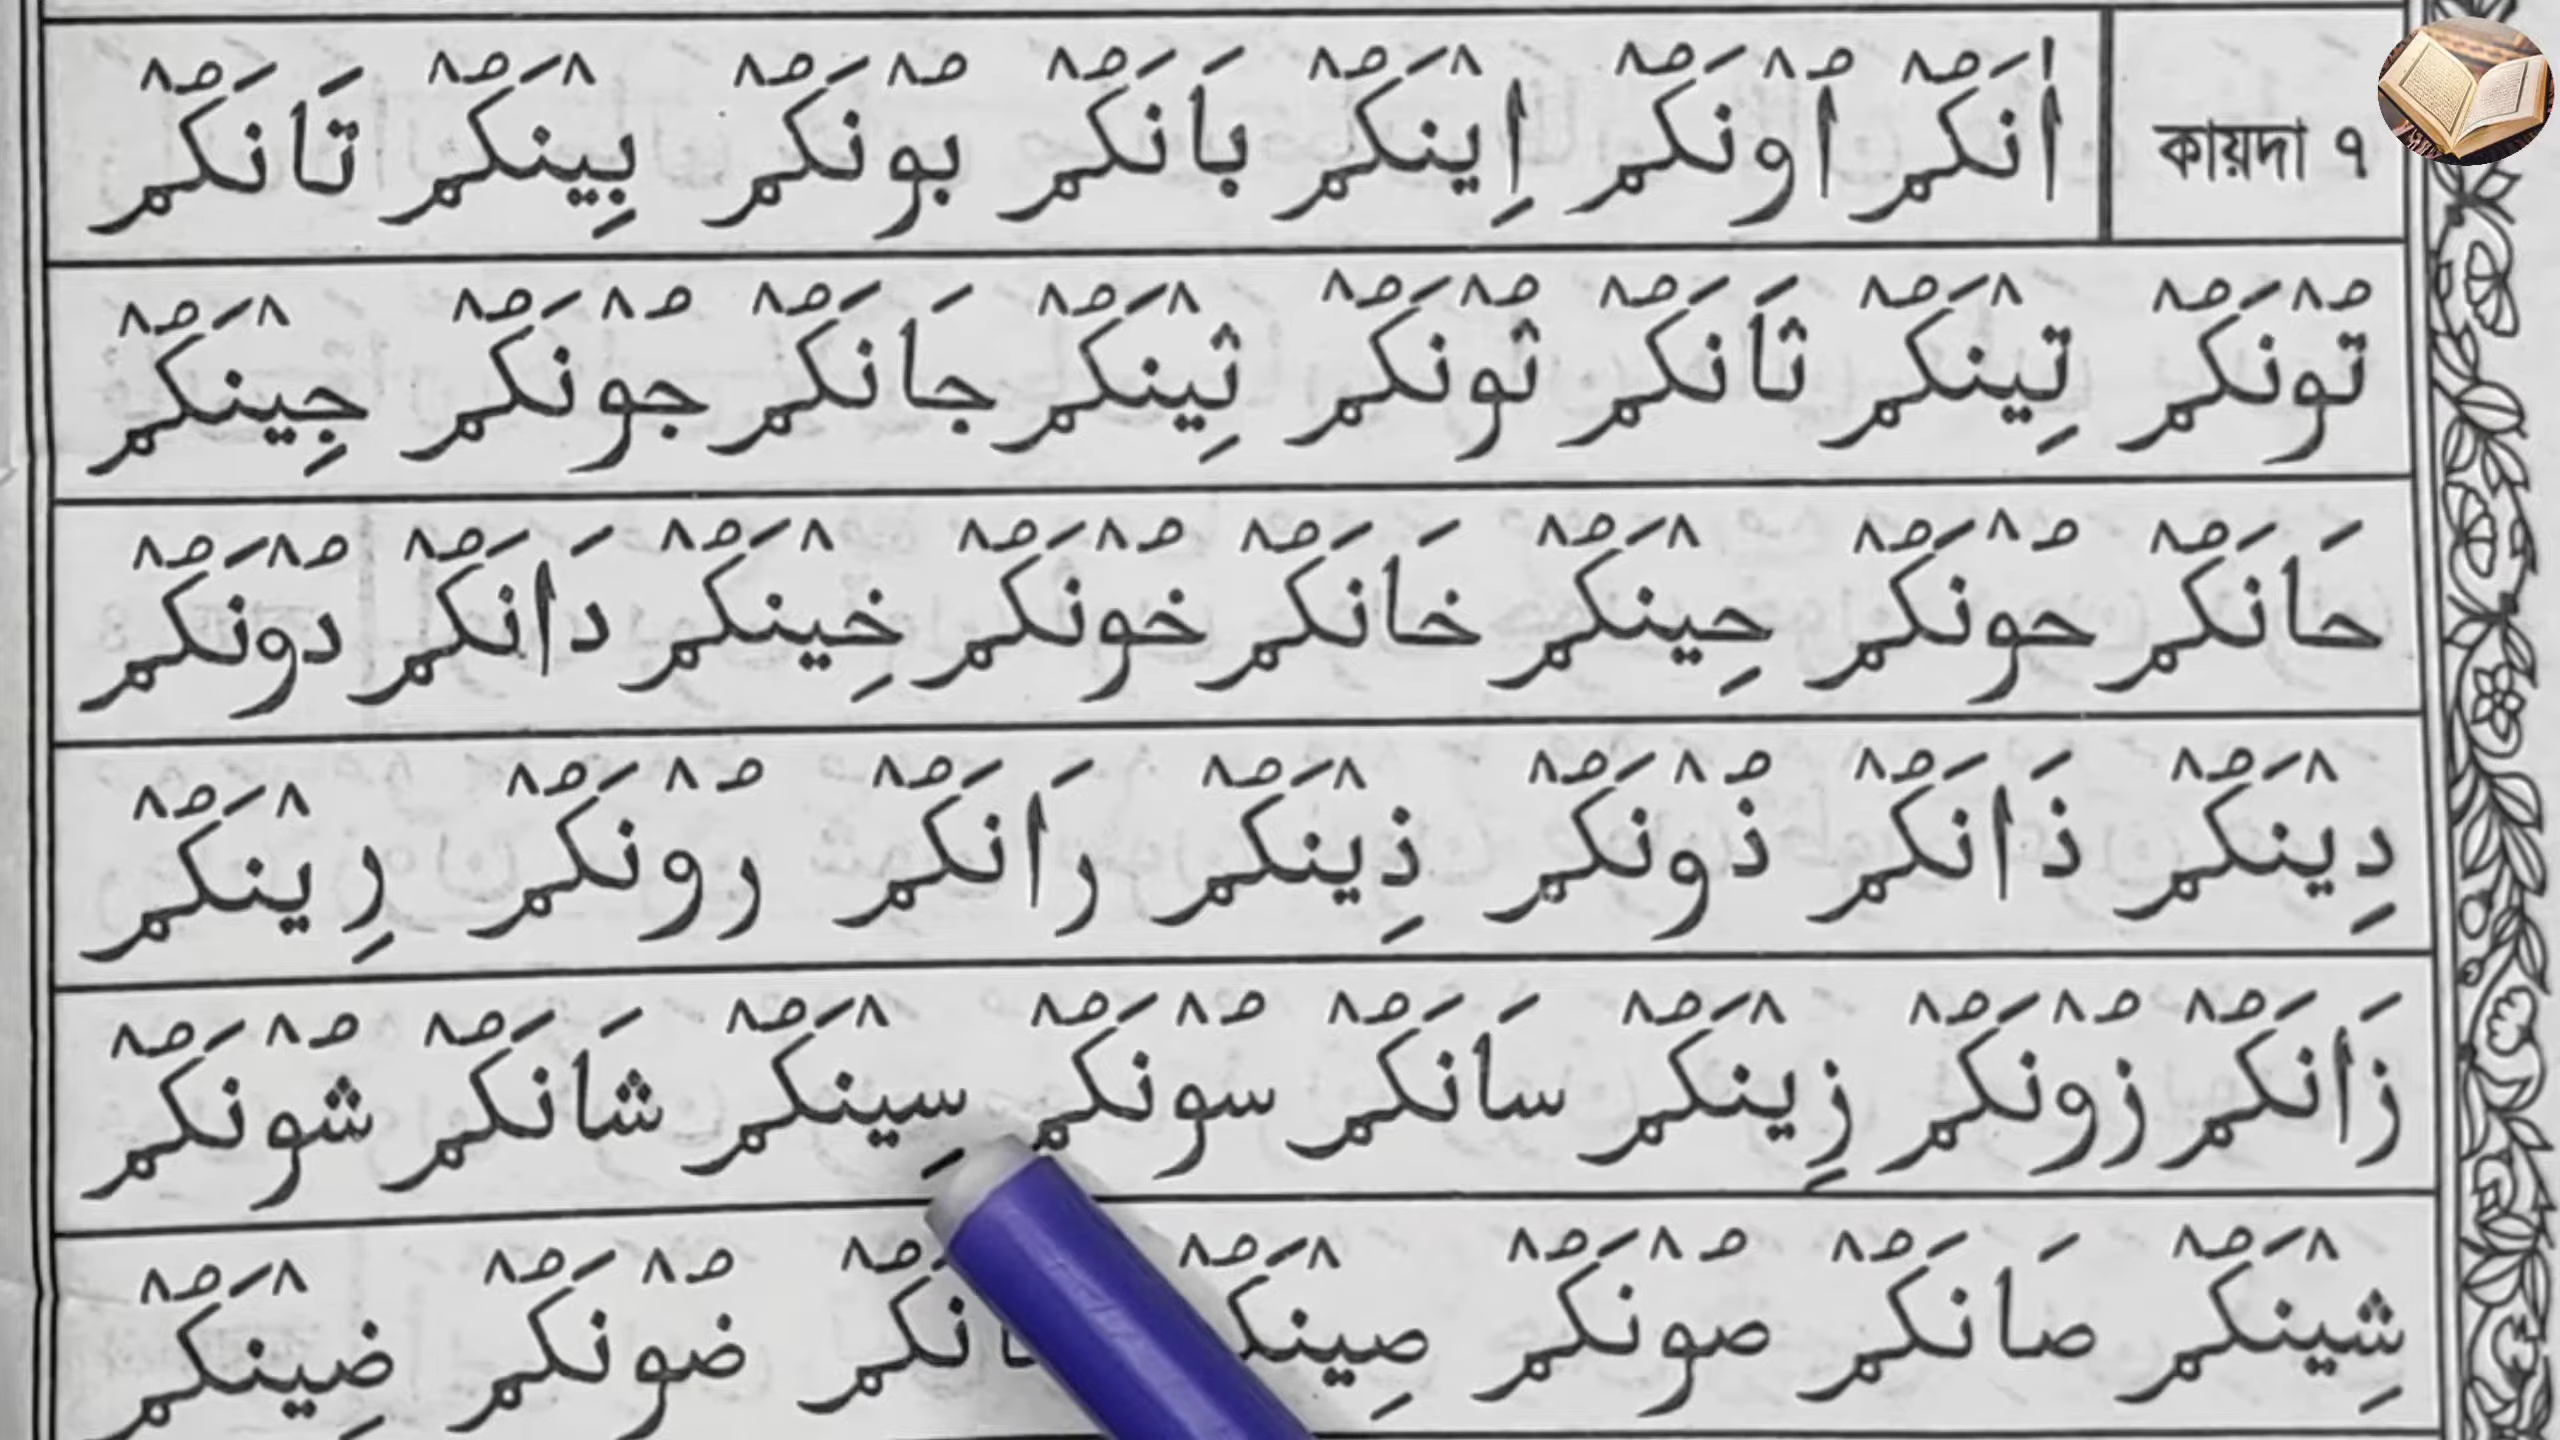 কায়দা ৭
اٰنَكُمْ اُوْنَكُمْ اِيْنَكُمْ بَانَكُمْ بُوْنَكُمْ بِيْنَكُمْ تَانَكُمْ
تُوْنَكُمْ تِيْنَكُمْ ثَانَكُمْ ثُوْنَكُمْ ثِيْنَكُمْ جَانَكُمْ جُوْنَكُمْ جِيْنَكُمْ
حَانَكُمْ حُوْنَكُمْ حِيْنَكُمْ خَانَكُمْ خُوْنَكُمْ خِيْنَكُمْ دَانَكُمْ دُوْنَكُمْ
دِيْنَكُمْ ذَانَكُمْ ذُوْنَكُمْ ذِيْنَكُمْ رَانَكُمْ رُوْنَكُمْ رِيْنَكُمْ
زَانَكُمْ زُوْنَكُمْ زِيْنَكُمْ سَانَكُمْ سُوْنَكُمْ سِيْنَكُمْ شَانَكُمْ شُوْنَكُمْ
شِيْنَكُمْ صَانَكُمْ صُوْنَكُمْ صِيْنَكُمْ ضُوْنَكُمْ ضِيْنَكُمْ